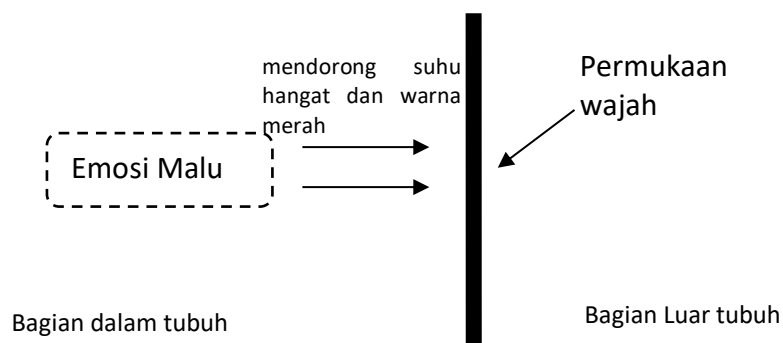 mendorong suhu
hangat dan warna
merah
Permukaan
wajah
Emosi Malu
Bagian dalam tubuh
Bagian Luar tubuh